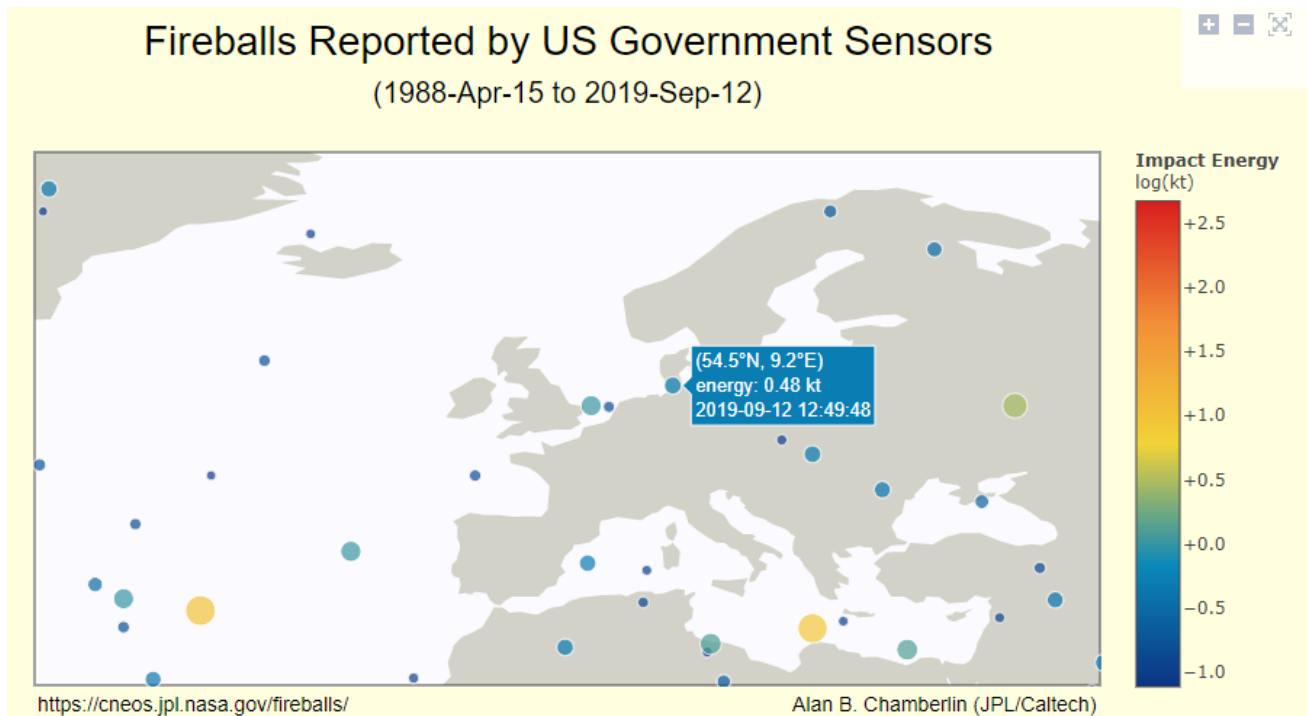 Fireballs Reported by US Government Sensors
(1988-Apr-15 to 2019-Sep-12)
Impact Energy
log(kt)
+2.5
+2.0
+1.5
+1.0
+0.5
+0.0
−0.5
−1.0
(54.5°N, 9.2°E)
energy: 0.48 kt
2019-09-12 12:49:48
https://cneos.jpl.nasa.gov/fireballs/
Alan B. Chamberlin (JPL/Caltech)